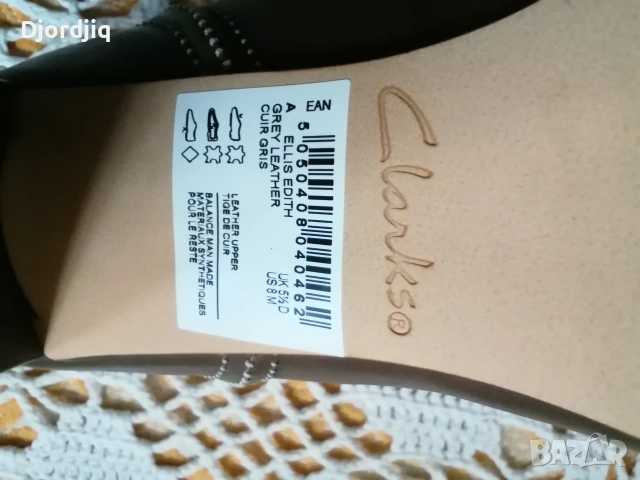 Djordjiq
Clarks®
EAN
5 050408 040462
A ELLIS EDITH
GREY LEATHER
CUIR GRIS
UK 5½ D
US 8 M
LEATHER UPPER
TIGE DE CUIR
BALANCE MAN MADE
MATERIAUX SYNTHETIQUES
POUR LE RESTE
BAZAR